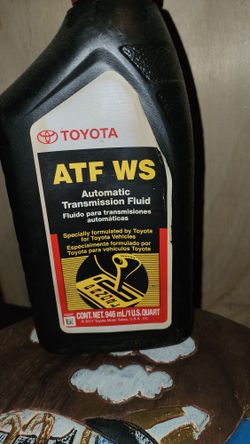 TOYOTA
ATF WS
Automatic
Transmission Fluid
Fluido para transmisiones
automáticas
Specially formulated by Toyota
for Toyota Vehicles
Especialmente formulado por
Toyota para vehículos Toyota
CONT. NET. 946 mL/1 U.S. QUART